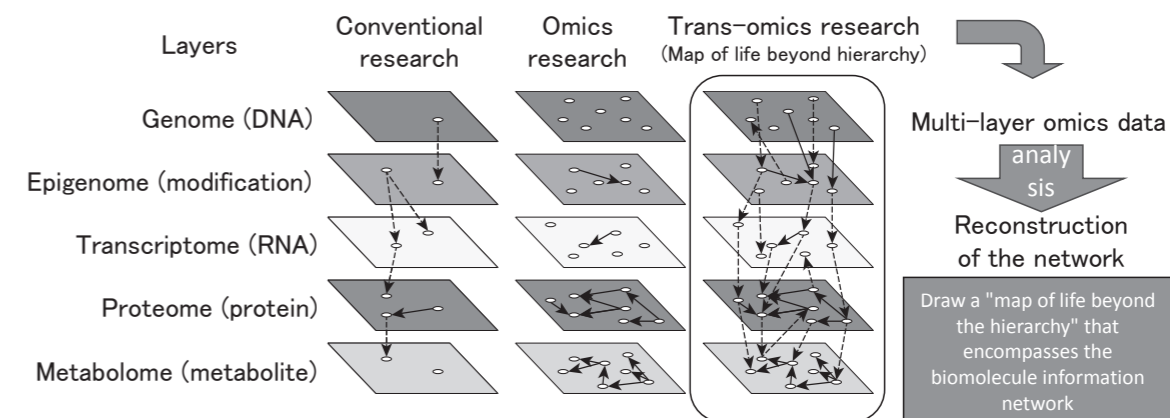 Layers
Conventional
research
Omics
research
Trans-omics research
(Map of life beyond hierarchy)
Genome (DNA)
Epigenome (modification)
Transcriptome (RNA)
Proteome (protein)
Metabolome (metabolite)
Multi-layer omics data
analy
sis
Reconstruction
of the network
Draw a "map of life beyond
the hierarchy" that
encompasses the
biomolecule information
network